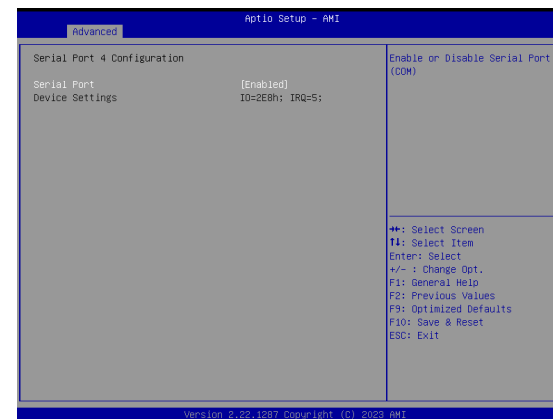 Aptio Setup - AMI
Advanced
Serial Port 4 Configuration
Serial Port [Enabled]
Device Settings IO=2E8h; IRQ=5;
Enable or Disable Serial Port
(COM)
→←: Select Screen
↑↓: Select Item
Enter: Select
+/- : Change Opt.
F1: General Help
F2: Previous Values
F9: Optimized Defaults
F10: Save & Reset
ESC: Exit
Version 2.22.1287 Copyright (C) 2023 AMI